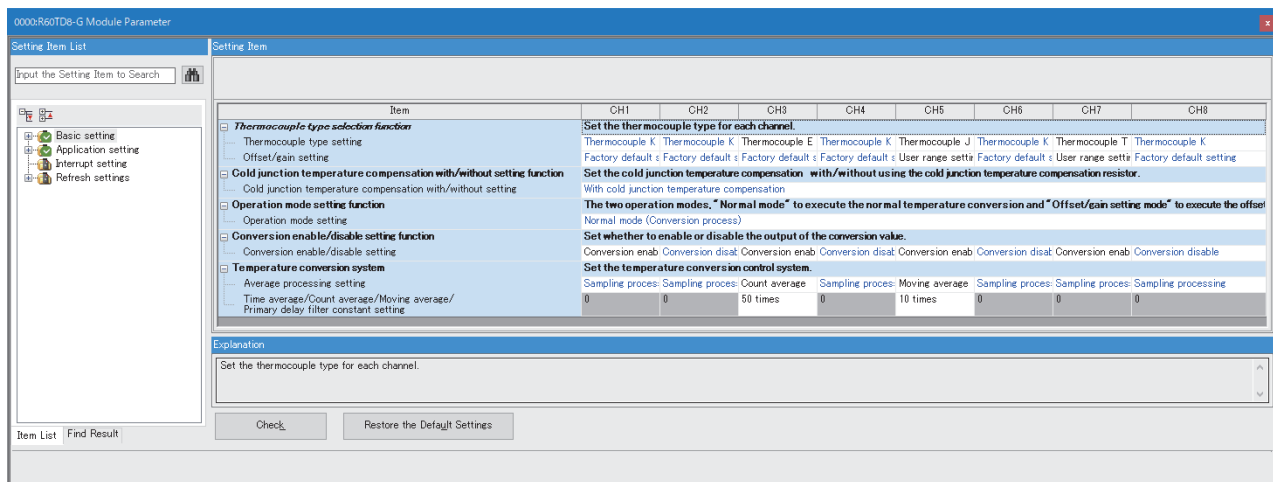 0000:R60TD8-G Module Parameter
x
Setting Item List
Input the Setting Item to Search
Basic setting
Application setting
Interrupt setting
Refresh settings
Item List Find Result
Setting Item
Item CH1 CH2 CH3 CH4 CH5 CH6 CH7 CH8
Thermocouple type selection function Set the thermocouple type for each channel.
Thermocouple type setting Thermocouple K Thermocouple K Thermocouple E Thermocouple K Thermocouple J Thermocouple K Thermocouple T Thermocouple K
Offset/gain setting Factory default s Factory default s Factory default s Factory default s User range settir Factory default s User range settir Factory default setting
Cold junction temperature compensation with/without setting function Set the cold junction temperature compensation with/without using the cold junction temperature compensation resistor.
Cold junction temperature compensation with/without setting With cold junction temperature compensation
Operation mode setting function The two operation modes, "Normal mode" to execute the normal temperature conversion and "Offset/gain setting mode" to execute the offset
Operation mode setting Normal mode (Conversion process)
Conversion enable/disable setting function Set whether to enable or disable the output of the conversion value.
Conversion enable/disable setting Conversion enab Conversion disat Conversion enab Conversion disat Conversion enab Conversion disat Conversion enab Conversion disable
Temperature conversion system Set the temperature conversion control system.
Average processing setting Sampling proces: Sampling proces: Count average Sampling proces: Moving average Sampling proces: Sampling proces: Sampling processing
Time average/Count average/Moving average/
Primary delay filter constant setting 0 0 50 times 0 10 times 0 0 0
Explanation
Set the thermocouple type for each channel.
Check Restore the Default Settings